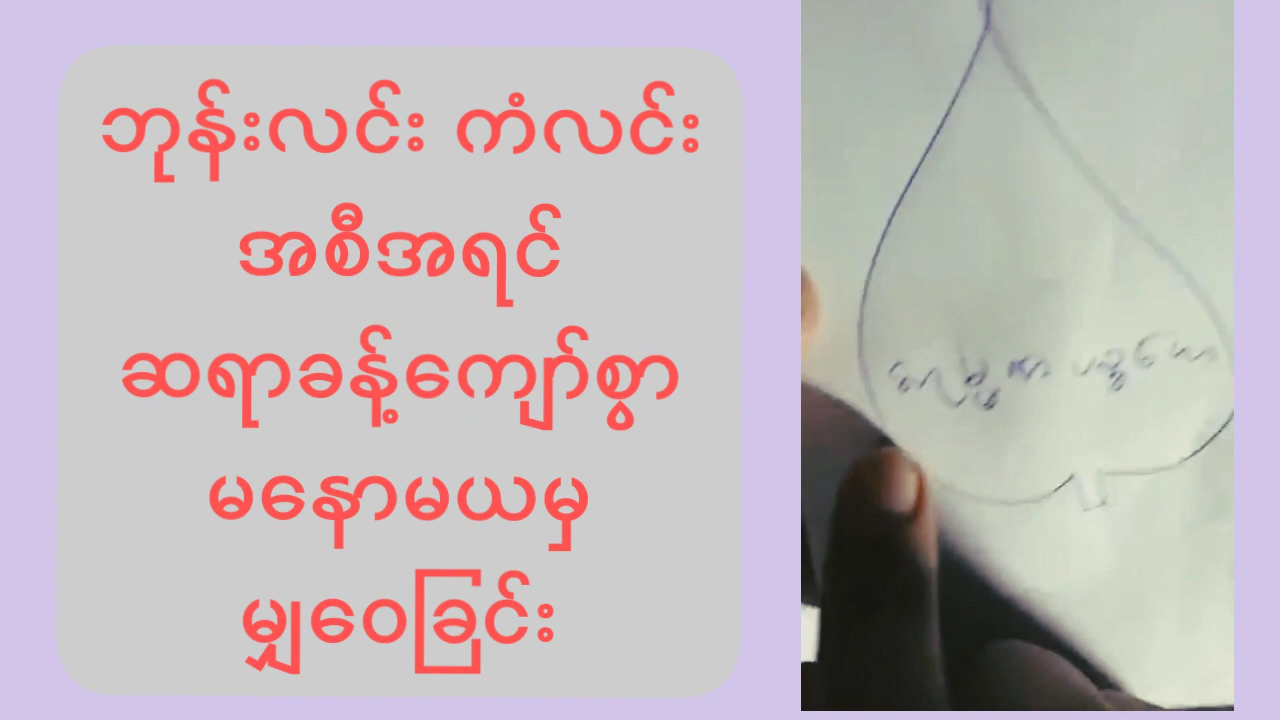 ဘုန်းလင်း ကံလင်း
အစီအရင်
ဆရာခန့်ကျော်စွာ
မနောမယမှ
မျှဝေခြင်း